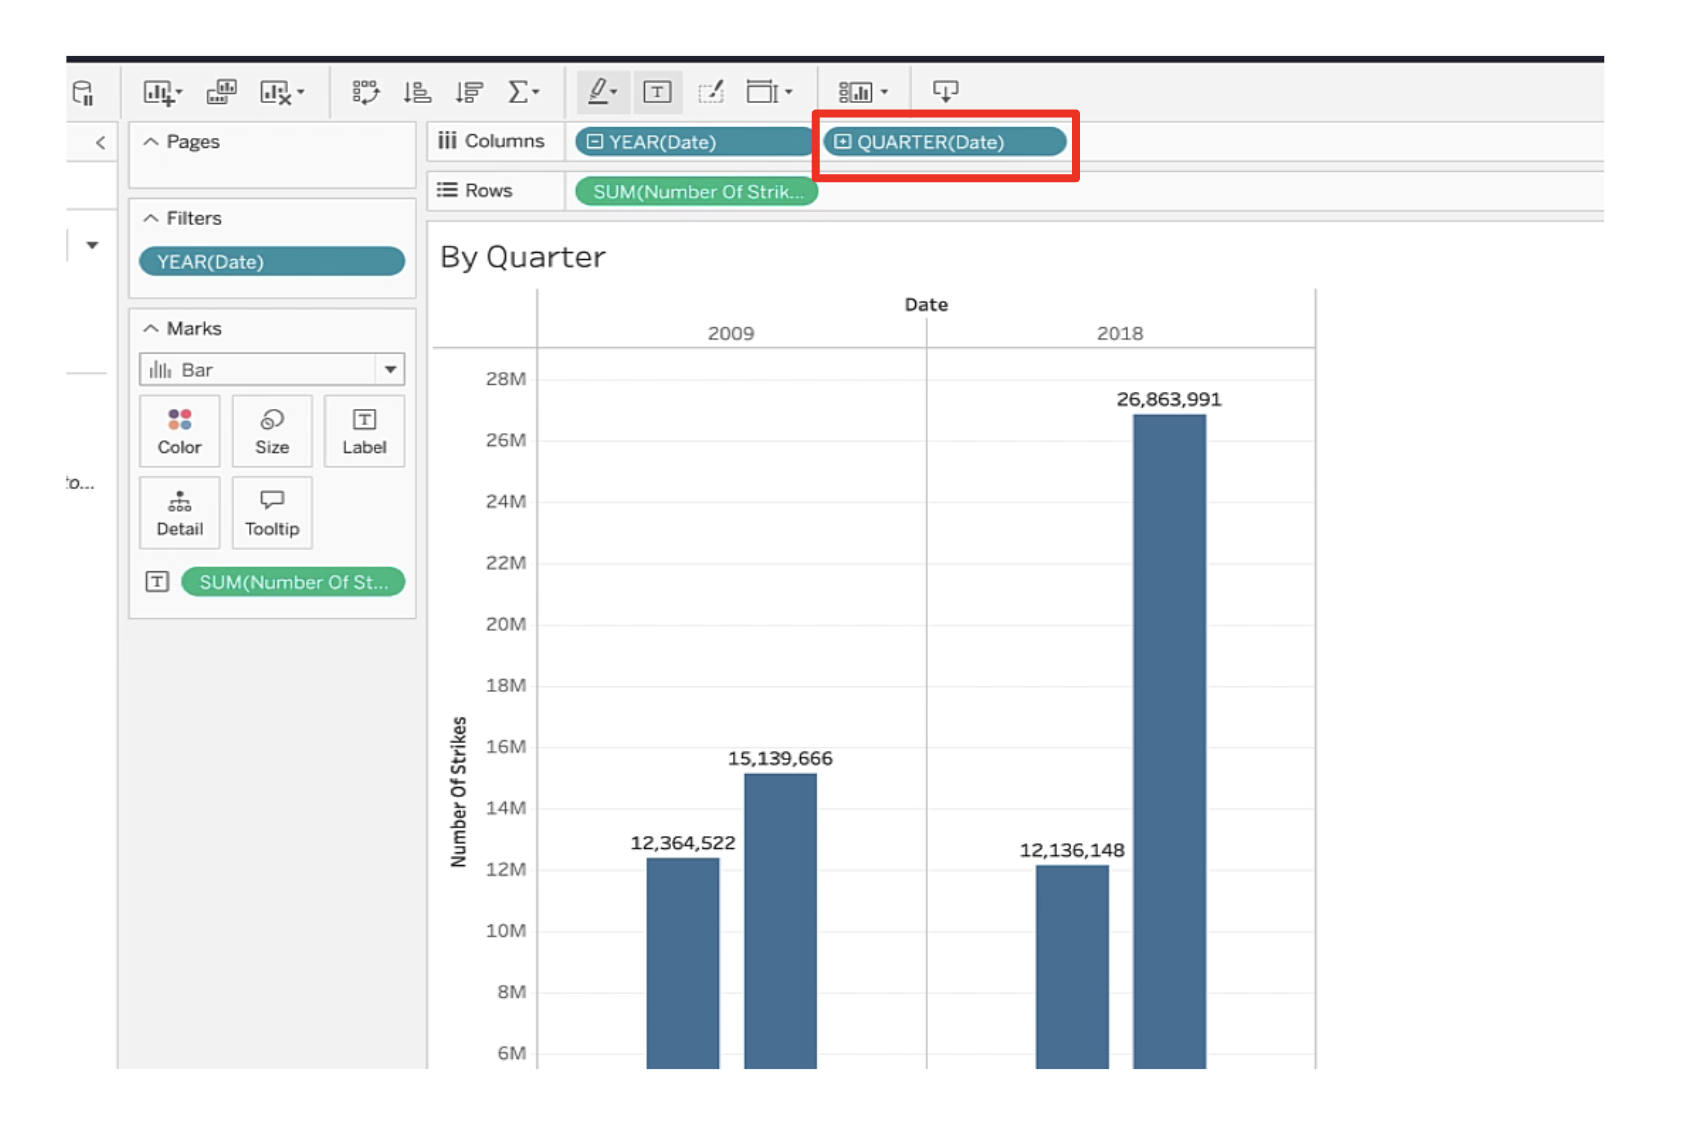 Pages
Columns
YEAR(Date)
QUARTER(Date)
Rows
SUM(Number Of Strik...
Filters
YEAR(Date)
Marks
Bar
Color
Size
Label
to...
Detail
Tooltip
T
SUM(Number Of St...
By Quarter
Date
2009
2018
28M
26,863,991
26M
24M
22M
20M
18M
Number Of Strikes
16M
15,139,666
14M
12,364,522
12,136,148
12M
10M
8M
6M